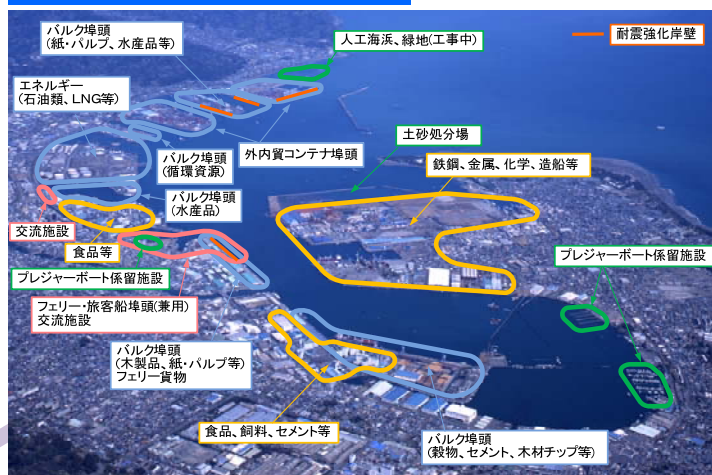 バルク埠頭
(紙・パルプ、水産品等)
人工海浜、緑地(工事中)
耐震強化岸壁
エネルギー
(石油類、LNG等)
土砂処分場
バルク埠頭
(循環資源)
外内貿コンテナ埠頭
鉄鋼、金属、化学、造船等
バルク埠頭
(水産品)
交流施設
食品等
プレジャーボート係留施設
プレジャーボート係留施設
フェリー・旅客船埠頭(兼用)
交流施設
バルク埠頭
(木製品、紙・パルプ等)
フェリー貨物
食品、飼料、セメント等
バルク埠頭
(穀物、セメント、木材チップ等)